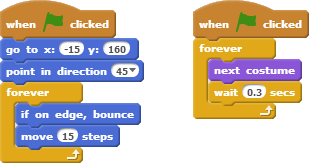 when clicked
go to x: -15 y: 160
point in direction 45
forever
if on edge, bounce
move 15 steps
when clicked
forever
next costume
wait 0.3 secs